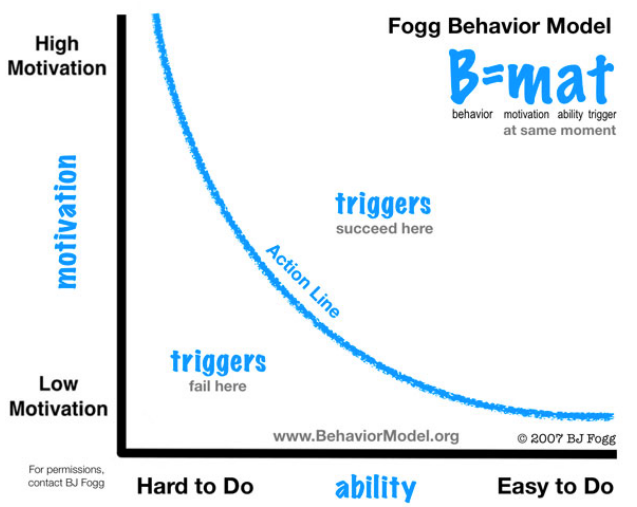 Fogg Behavior Model
B=mat
behavior motivation ability trigger
at same moment
High
Motivation
motivation
triggers
succeed here
Action Line
triggers
fail here
Low
Motivation
www.BehaviorModel.org
© 2007 BJ Fogg
For permissions,
contact BJ Fogg
Hard to Do
ability
Easy to Do